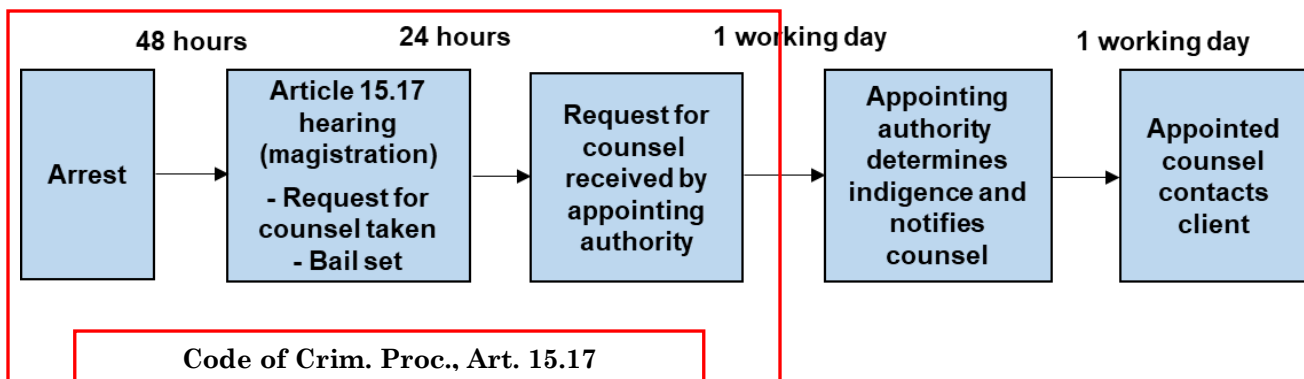 48 hours
24 hours
1 working day
1 working day
Arrest
Article 15.17
hearing
(magistration)
- Request for
counsel taken
- Bail set
Request for
counsel
received by
appointing
authority
Appointing
authority
determines
indigence and
notifies
counsel
Appointed
counsel
contacts
client
Code of Crim. Proc., Art. 15.17